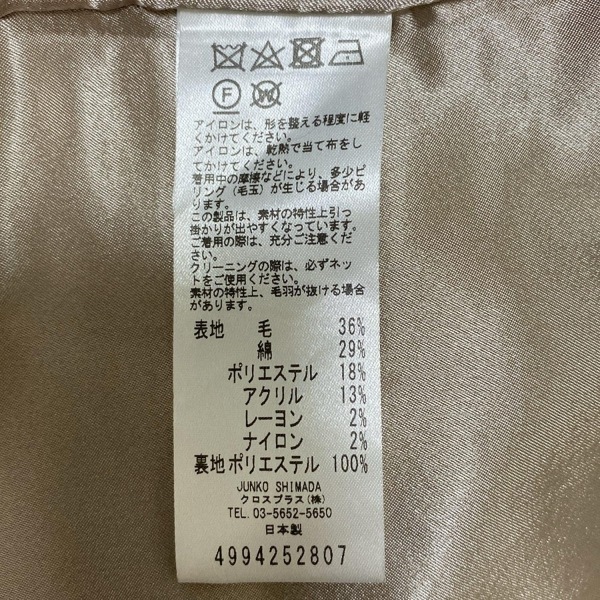 F W
アイロンは、形を整える程度に軽
くかけてください。
アイロンは、乾熱で当て布をし
てかけてください。
着用中の摩擦などにより、多少ピ
リング（毛玉）が生じる場合があ
ります。
この製品は、素材の特性上引っ
掛かりが出やすくなっています。
ご着用の際は、充分ご注意くだ
さい。
クリーニングの際は、必ずネッ
トをご使用ください。
素材の特性上、毛羽が抜ける場合
があります。
表地 毛 36%
綿 29%
ポリエステル 18%
アクリル 13%
レーヨン 2%
ナイロン 2%
裏地ポリエステル 100%
JUNKO SHIMADA
クロスプラス(株)
TEL.03-5652-5650
日本製
4994252807